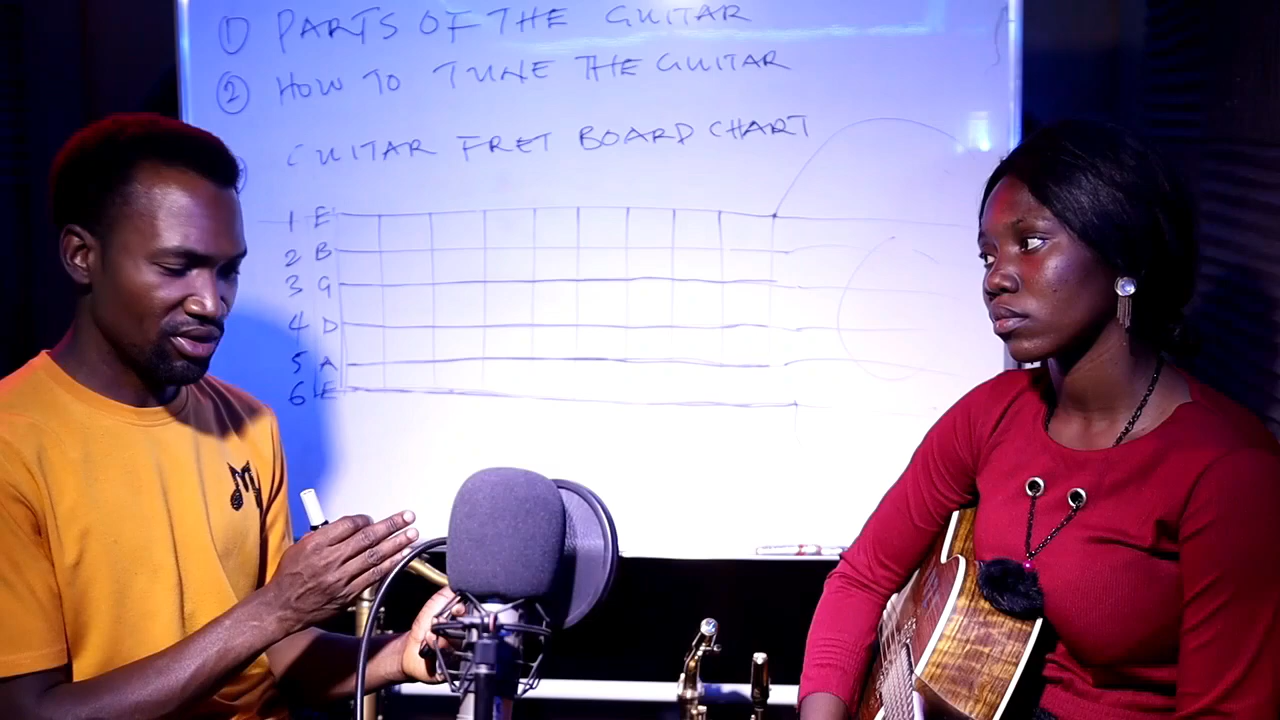 ① PARTS OF THE GUITAR
② HOW TO TUNE THE GUITAR
GUITAR FRET BOARD CHART
1 E
2 B
3 G
4 D
5 A
6 E
M